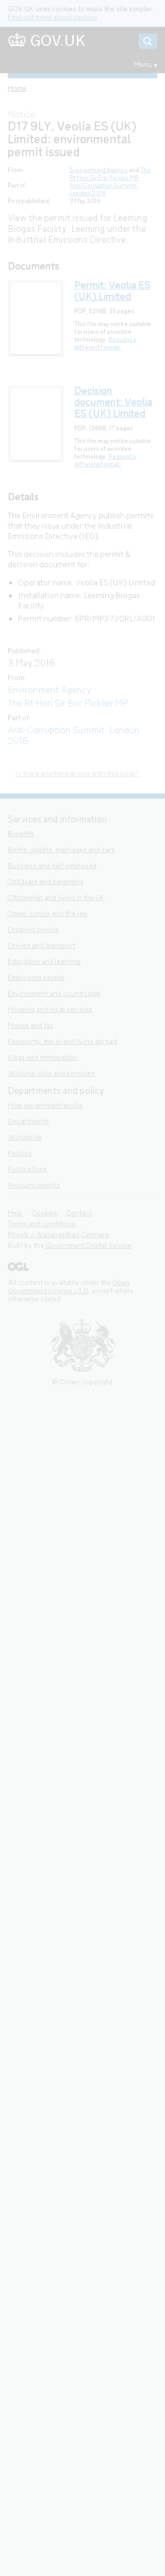 GOV.UK uses cookies to make the site simpler.
Find out more about cookies
GOV.UK
Menu
Home
Notice
D17 9LY, Veolia ES (UK)
Limited: environmental
permit issued
From: Environment Agency and The
Rt Hon Sir Eric Pickles MP
Part of: Anti-Corruption Summit:
London 2016
First published: 3 May 2016
View the permit issued for Leeming
Biogas Facility, Leeming under the
Industrial Emissions Directive.
Documents
Permit: Veolia ES
(UK) Limited
PDF, 521KB, 39 pages
This file may not be suitable
for users of assistive
technology. Request a
different format.
Decision
document: Veolia
ES (UK) Limited
PDF, 126KB, 17 pages
This file may not be suitable
for users of assistive
technology. Request a
different format.
Details
The Environment Agency publish permits
that they issue under the Industrial
Emissions Directive (IED).
This decision includes the permit &
decision document for:
Operator name: Veolia ES (UK) Limited
Installation name: Leeming Biogas
Facility
Permit number: EPR/MP3730RL/A001
Published:
3 May 2016
From:
Environment Agency
The Rt Hon Sir Eric Pickles MP
Part of:
Anti-Corruption Summit: London
2016
Is there anything wrong with this page?
Services and information
Benefits
Births, deaths, marriages and care
Business and self-employed
Childcare and parenting
Citizenship and living in the UK
Crime, justice and the law
Disabled people
Driving and transport
Education and learning
Employing people
Environment and countryside
Housing and local services
Money and tax
Passports, travel and living abroad
Visas and immigration
Working, jobs and pensions
Departments and policy
How government works
Departments
Worldwide
Policies
Publications
Announcements
Help Cookies Contact
Terms and conditions
Rhestr o Wasanaethau Cymraeg
Built by the Government Digital Service
OGL
All content is available under the Open
Government Licence v3.0, except where
otherwise stated
© Crown copyright